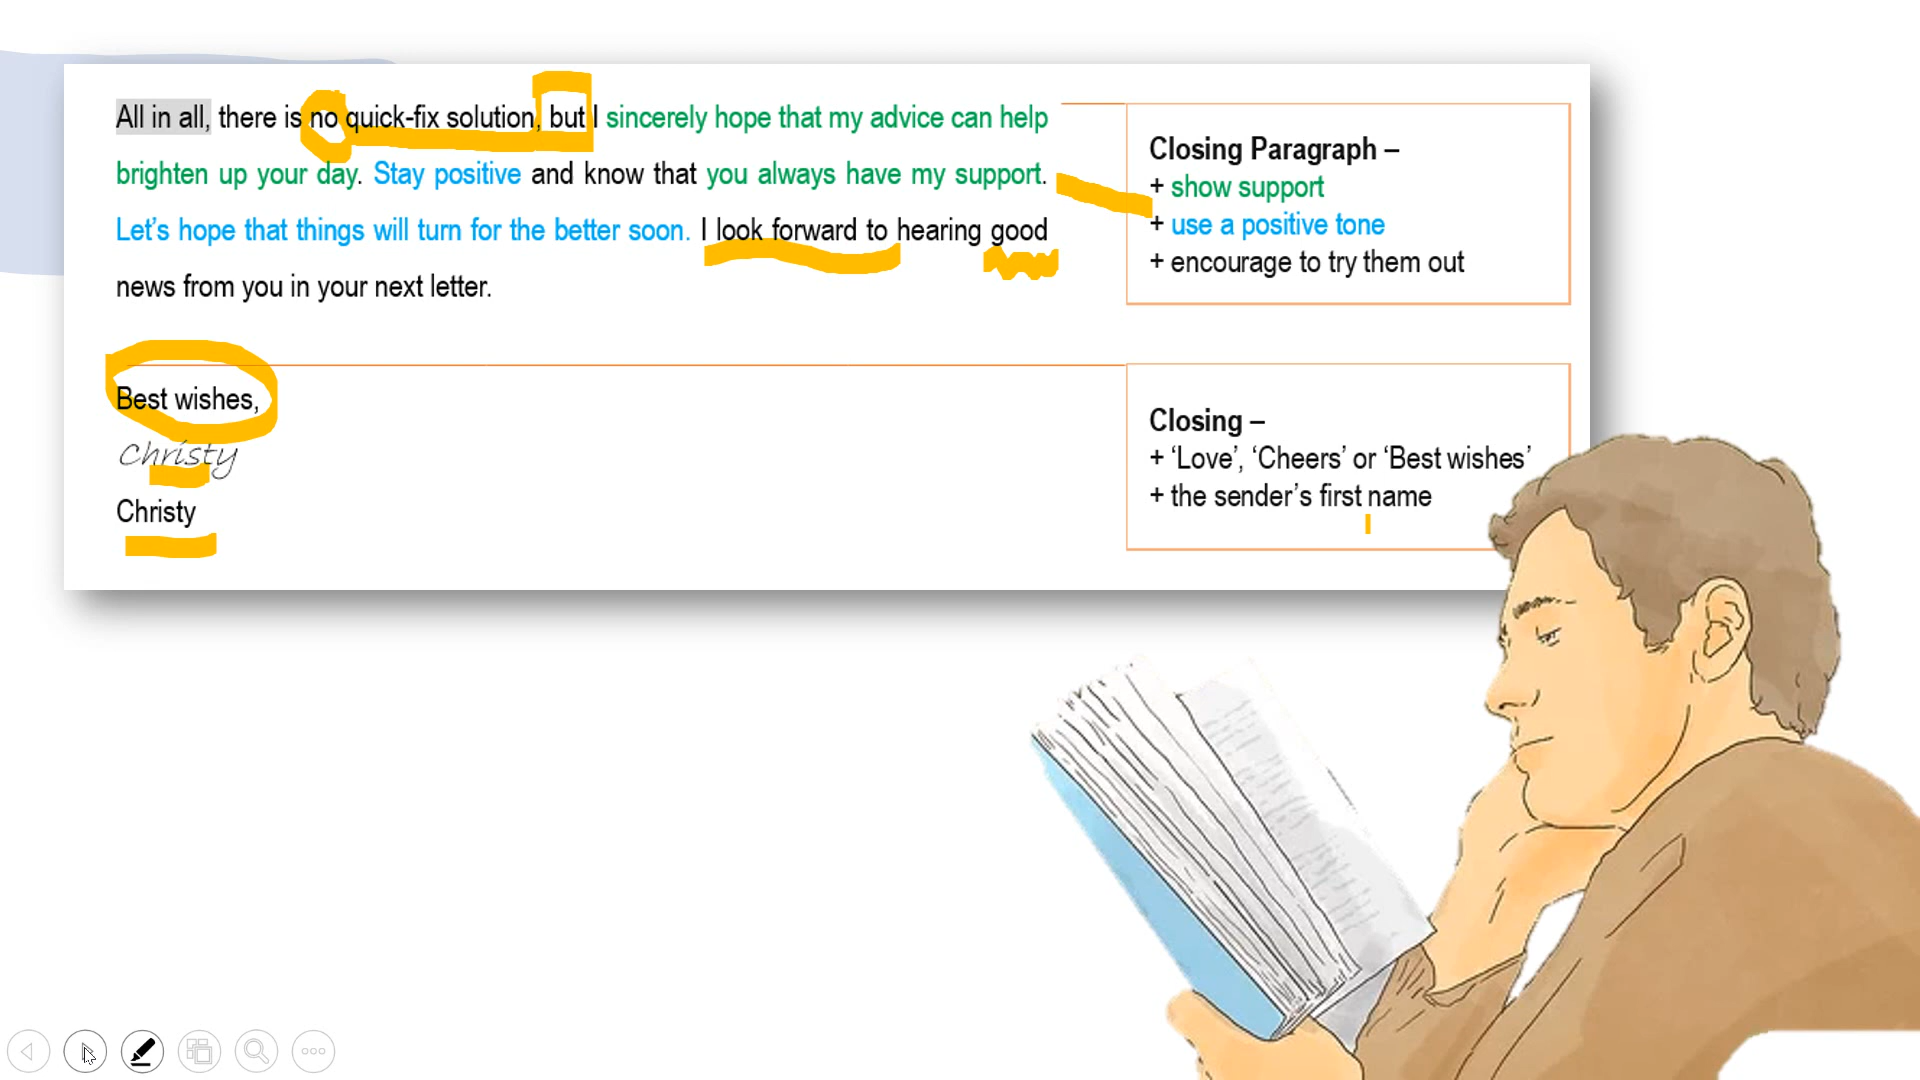 All in all, there is no quick-fix solution, but I sincerely hope that my advice can help
brighten up your day. Stay positive and know that you always have my support.
Let’s hope that things will turn for the better soon. I look forward to hearing good
news from you in your next letter.
Best wishes,
Christy
Christy
Closing Paragraph –
+ show support
+ use a positive tone
+ encourage to try them out
Closing –
+ ‘Love’, ‘Cheers’ or ‘Best wishes’
+ the sender’s first name